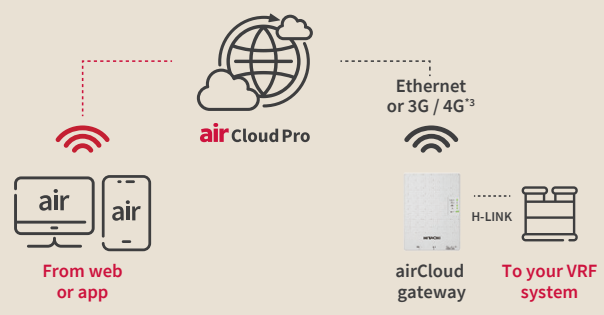 air Cloud Pro
Ethernet
or 3G / 4G*3
air
air
H-LINK
HITACHI
From web
or app
airCloud
gateway
To your VRF
system